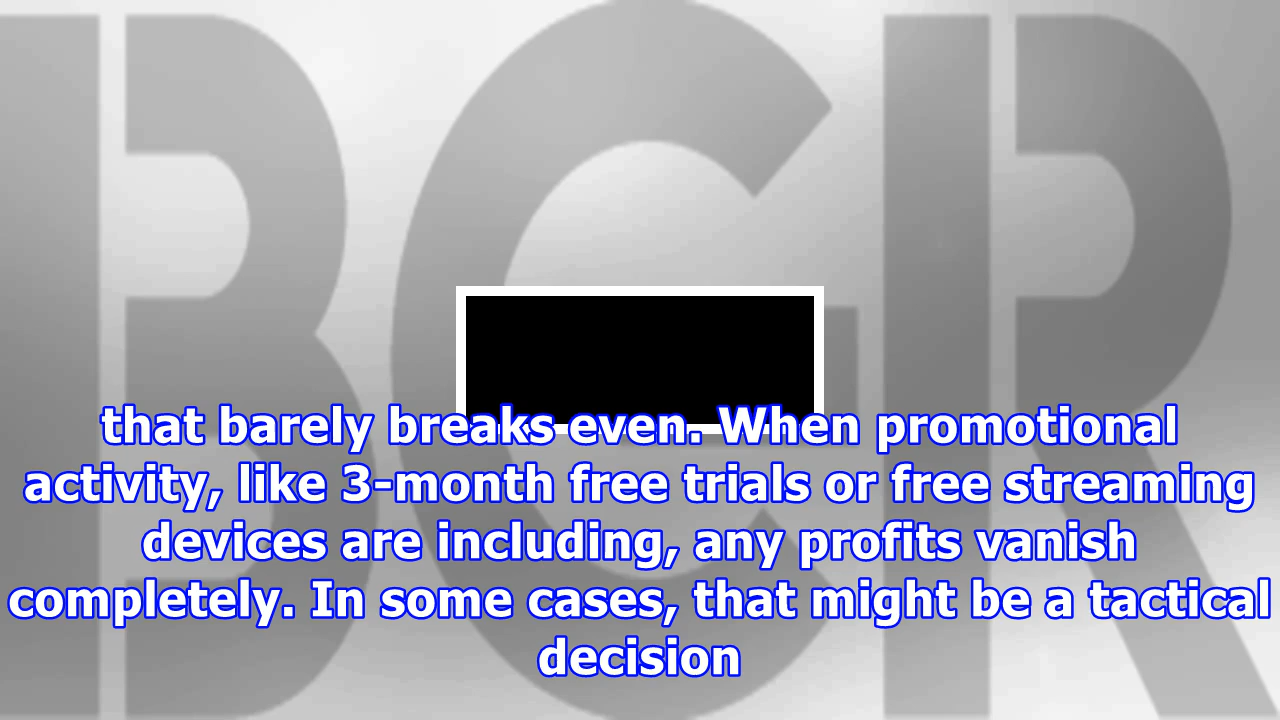 BCR
that barely breaks even. When promotional
activity, like 3-month free trials or free streaming
devices are including, any profits vanish
completely. In some cases, that might be a tactical
decision